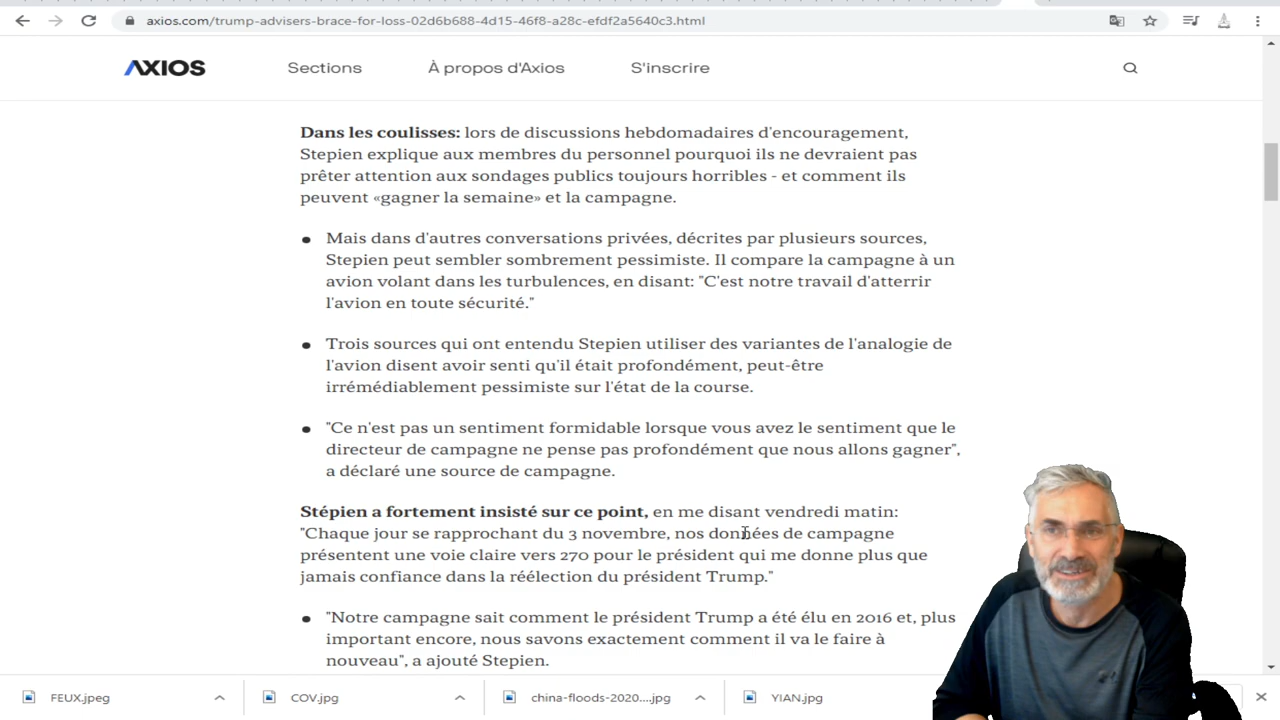 axios.com/trump-advisers-brace-for-loss-02d6b688-4d15-46f8-a28c-efdf2a5640c3.html
AXIOS Sections À propos d'Axios S'inscrire
Dans les coulisses: lors de discussions hebdomadaires d'encouragement,
Stepien explique aux membres du personnel pourquoi ils ne devraient pas
prêter attention aux sondages publics toujours horribles - et comment ils
peuvent «gagner la semaine» et la campagne.
● Mais dans d'autres conversations privées, décrites par plusieurs sources,
Stepien peut sembler sombrement pessimiste. Il compare la campagne à un
avion volant dans les turbulences, en disant: "C'est notre travail d'atterrir
l'avion en toute sécurité."
● Trois sources qui ont entendu Stepien utiliser des variantes de l'analogie de
l'avion disent avoir senti qu'il était profondément, peut-être
irrémédiablement pessimiste sur l'état de la course.
● "Ce n'est pas un sentiment formidable lorsque vous avez le sentiment que le
directeur de campagne ne pense pas profondément que nous allons gagner",
a déclaré une source de campagne.
Stépien a fortement insisté sur ce point, en me disant vendredi matin:
"Chaque jour se rapprochant du 3 novembre, nos données de campagne
présentent une voie claire vers 270 pour le président qui me donne plus que
jamais confiance dans la réélection du président Trump."
● "Notre campagne sait comment le président Trump a été élu en 2016 et, plus
important encore, nous savons exactement comment il va le faire à
nouveau", a ajouté Stepien.
FEUX.jpeg COV.jpg china-floods-2020....jpg YIAN.jpg